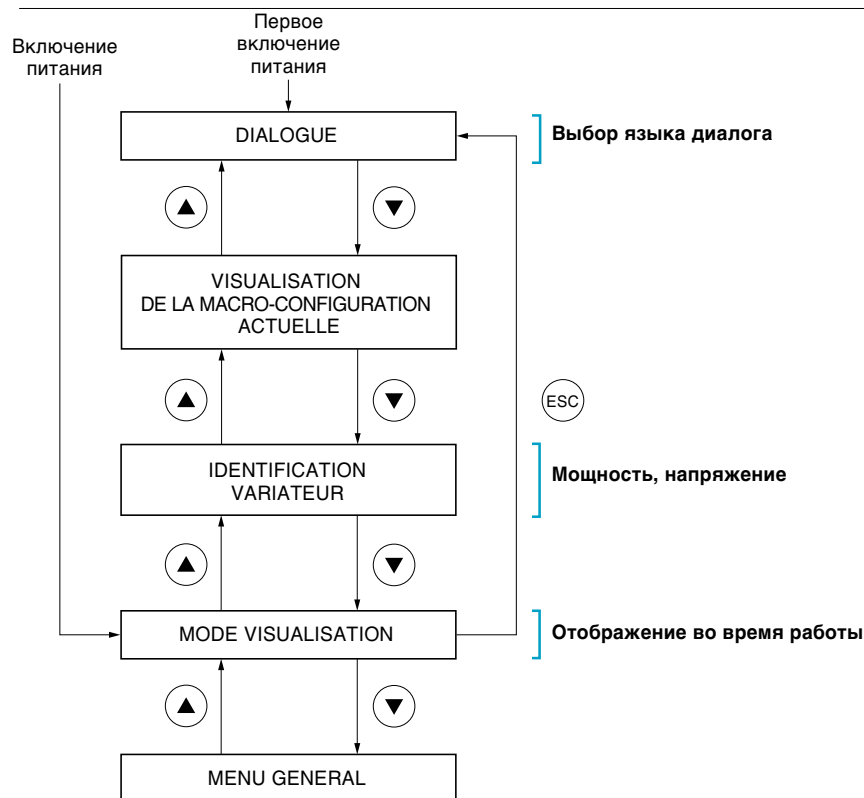 Включение
питания
Первое
включение
питания
DIALOGUE
Выбор языка диалога
VISUALISATION
DE LA MACRO-CONFIGURATION
ACTUELLE
ESC
IDENTIFICATION
VARIATEUR
Мощность, напряжение
MODE VISUALISATION
Отображение во время работы
MENU GENERAL